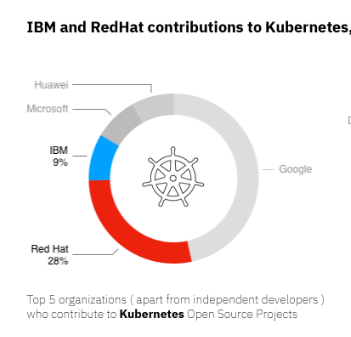 IBM and RedHat contributions to Kubernetes,
Huawei
Microsoft
IBM
9%
Google
Red Hat
28%
Top 5 organizations ( apart from independent developers )
who contribute to Kubernetes Open Source Projects